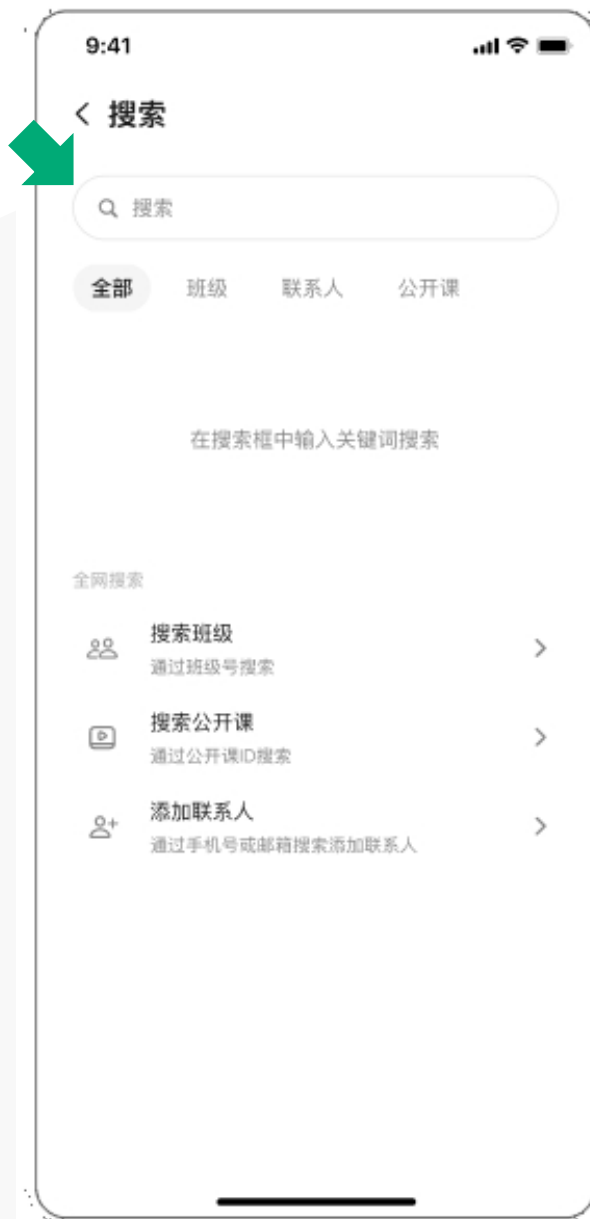 9:41
搜索
搜索
全部 班级 联系人 公开课
在搜索框中输入关键词搜索
全网搜索
搜索班级
通过班级号搜索
搜索公开课
通过公开课ID搜索
添加联系人
通过手机号或邮箱搜索添加联系人